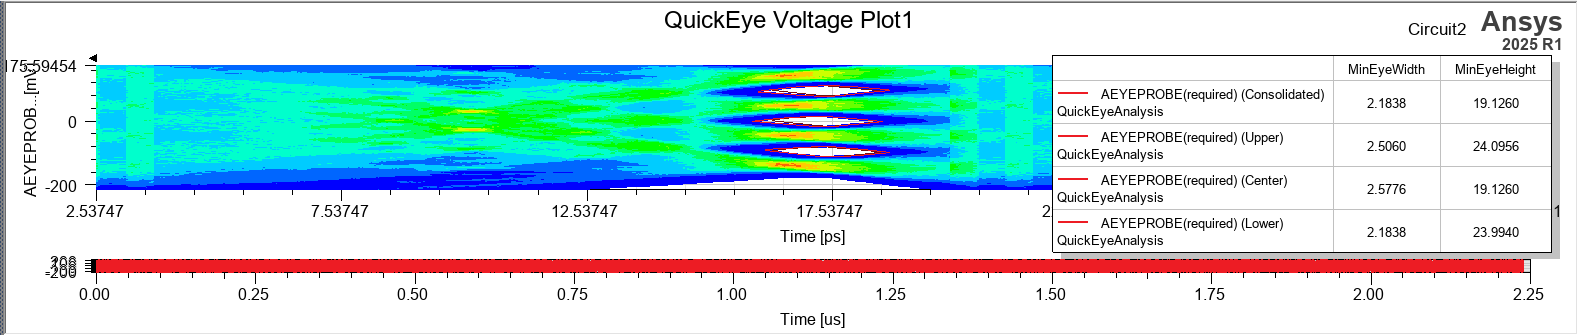 QuickEye Voltage Plot1
Circuit2
Ansys
2025 R1
175.59454
0
-200
AEYEPROB...[mV]
2.53747
7.53747
12.53747
17.53747
2
1
Time [ps]
MinEyeWidth MinEyeHeight
AEYEPROBE(required) (Consolidated)
QuickEyeAnalysis
2.1838 19.1260
AEYEPROBE(required) (Upper)
QuickEyeAnalysis
2.5060 24.0956
AEYEPROBE(required) (Center)
QuickEyeAnalysis
2.5776 19.1260
AEYEPROBE(required) (Lower)
QuickEyeAnalysis
2.1838 23.9940
-200
0.00 0.25 0.50 0.75 1.00 1.25 1.50 1.75 2.00 2.25
Time [us]